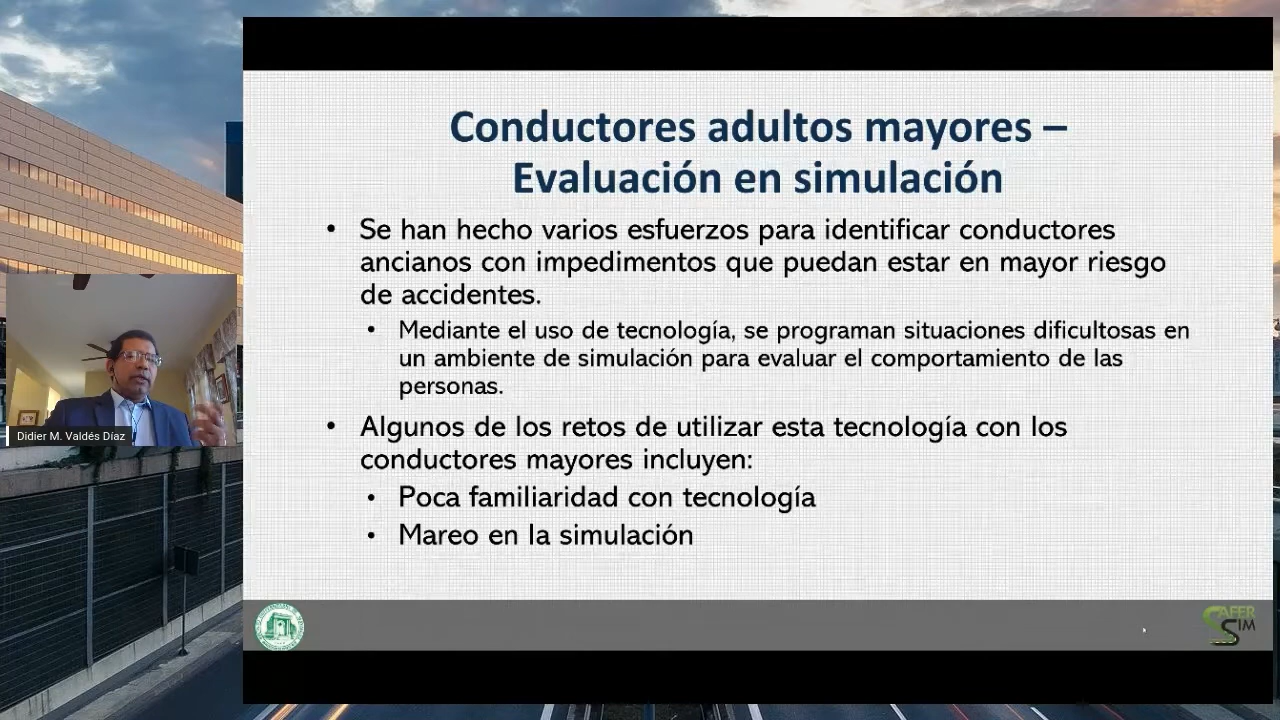 Conductores adultos mayores –
Evaluación en simulación
• Se han hecho varios esfuerzos para identificar conductores
ancianos con impedimentos que puedan estar en mayor riesgo
de accidentes.
• Mediante el uso de tecnología, se programan situaciones dificultosas en
un ambiente de simulación para evaluar el comportamiento de las
personas.
• Algunos de los retos de utilizar esta tecnología con los
conductores mayores incluyen:
• Poca familiaridad con tecnología
• Mareo en la simulación
Didier M. Valdés Díaz
SAFER
SIM